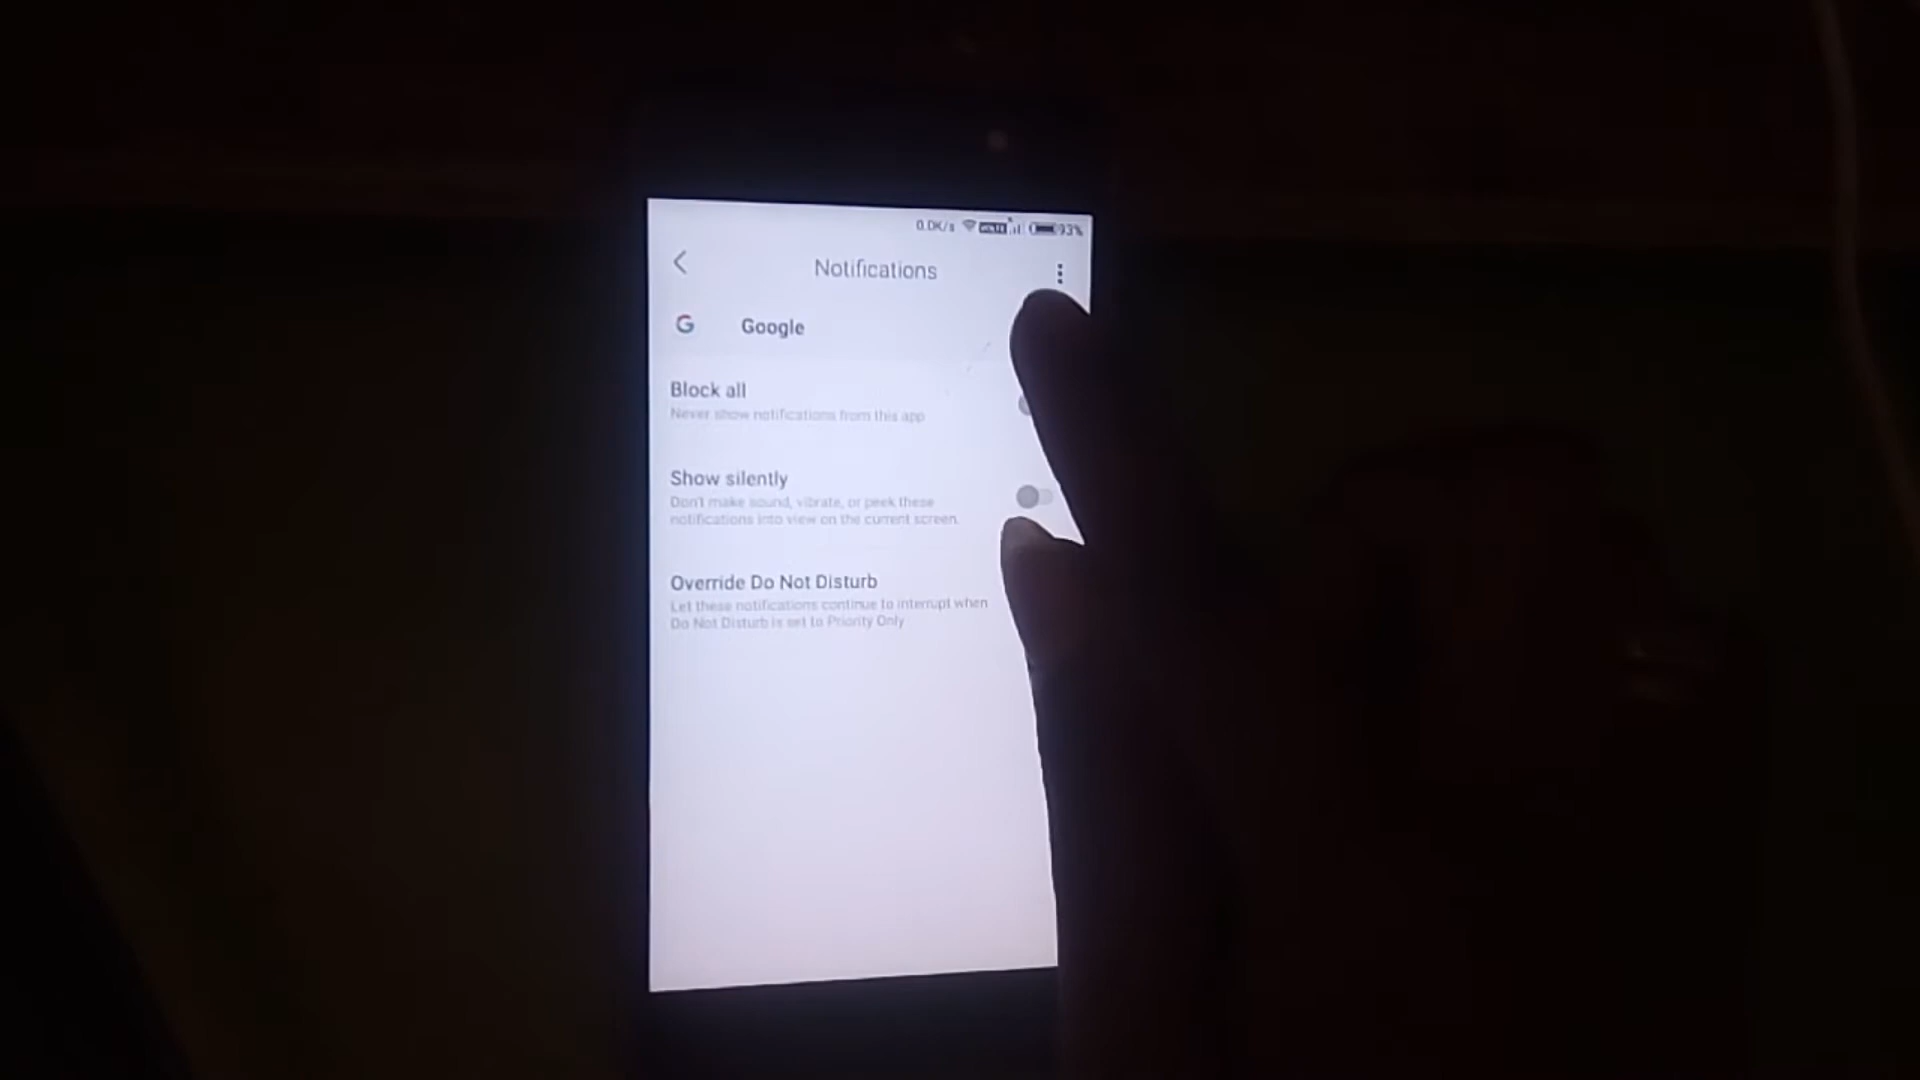 0.0K/s VoLTE 93%
Notifications
G Google
Block all
Never show notifications from this app
Show silently
Don't make sound, vibrate, or peek these
notifications into view on the current screen.
Override Do Not Disturb
Let these notifications continue to interrupt when
Do Not Disturb is set to Priority Only